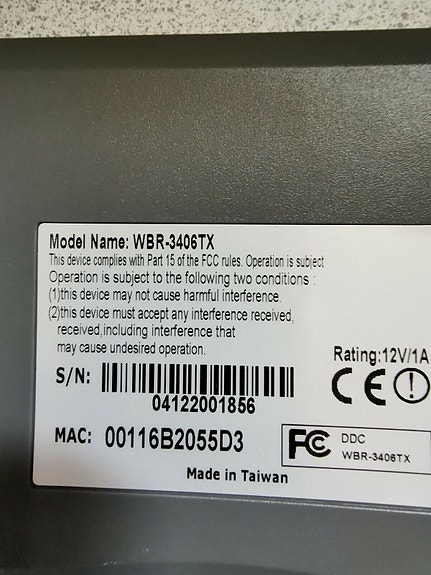 Model Name: WBR-3406TX
This device complies with Part 15 of the FCC rules. Operation is subject
Operation is subject to the following two conditions :
(1)this device may not cause harmful interference.
(2)this device must accept any interference received,
received,including interference that
may cause undesired operation.
Rating:12V/1A
S/N:
04122001856
CE
MAC: 00116B2055D3
FC
DDC
WBR-3406TX
Made in Taiwan